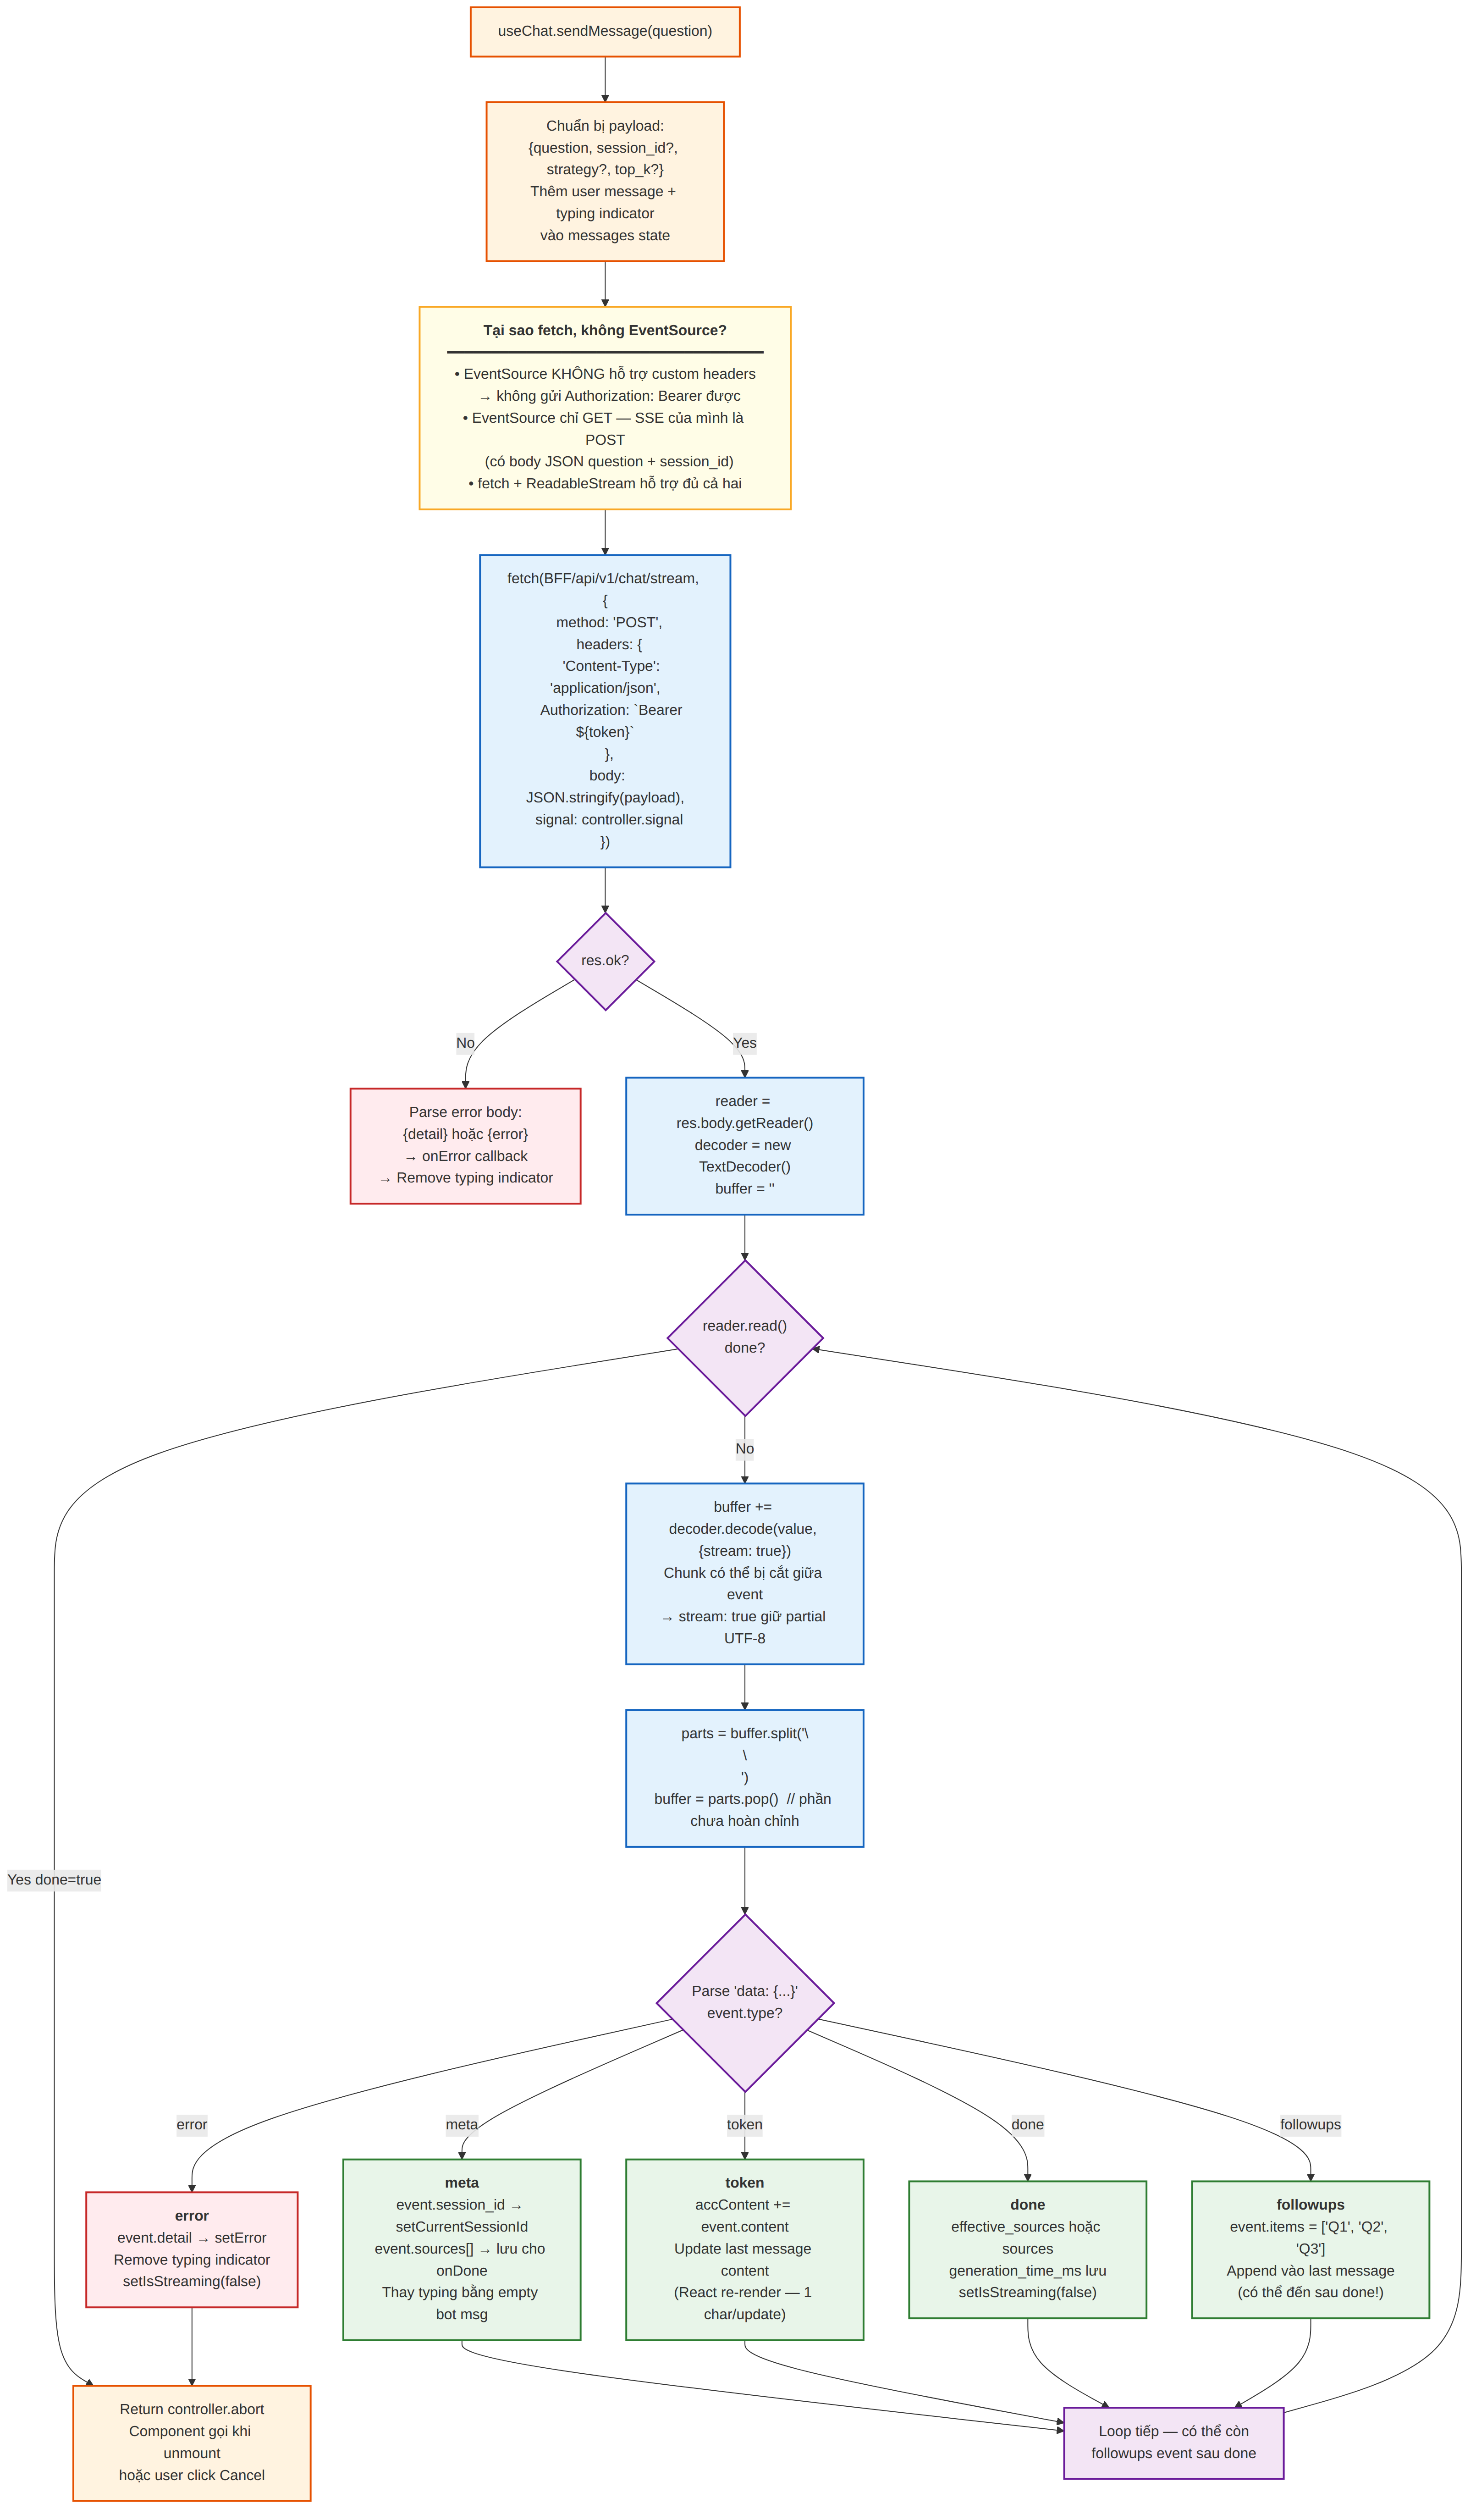 useChat.sendMessage(question)
Chuẩn bị payload:
{question, session_id?,
strategy?, top_k?}
Thêm user message +
typing indicator
vào messages state
Tại sao fetch, không EventSource?
• EventSource KHÔNG hỗ trợ custom headers
→ không gửi Authorization: Bearer được
• EventSource chỉ GET — SSE của mình là
POST
(có body JSON question + session_id)
• fetch + ReadableStream hỗ trợ đủ cả hai
fetch(BFF/api/v1/chat/stream,
{
method: 'POST',
headers: {
'Content-Type':
'application/json',
Authorization: `Bearer
${token}`
},
body:
JSON.stringify(payload),
signal: controller.signal
})
res.ok?
No
Yes
Parse error body:
{detail} hoặc {error}
→ onError callback
→ Remove typing indicator
reader =
res.body.getReader()
decoder = new
TextDecoder()
buffer = ''
reader.read()
done?
No
buffer +=
decoder.decode(value,
{stream: true})
Chunk có thể bị cắt giữa
event
→ stream: true giữ partial
UTF-8
parts = buffer.split('\
\
')
buffer = parts.pop()  // phần
chưa hoàn chỉnh
Yes done=true
Parse 'data: {...}'
event.type?
error
meta
token
done
followups
error
event.detail → setError
Remove typing indicator
setIsStreaming(false)
meta
event.session_id →
setCurrentSessionId
event.sources[] → lưu cho
onDone
Thay typing bằng empty
bot msg
token
accContent +=
event.content
Update last message
content
(React re-render — 1
char/update)
done
effective_sources hoặc
sources
generation_time_ms lưu
setIsStreaming(false)
followups
event.items = ['Q1', 'Q2',
'Q3']
Append vào last message
(có thể đến sau done!)
Return controller.abort
Component gọi khi
unmount
hoặc user click Cancel
Loop tiếp — có thể còn
followups event sau done